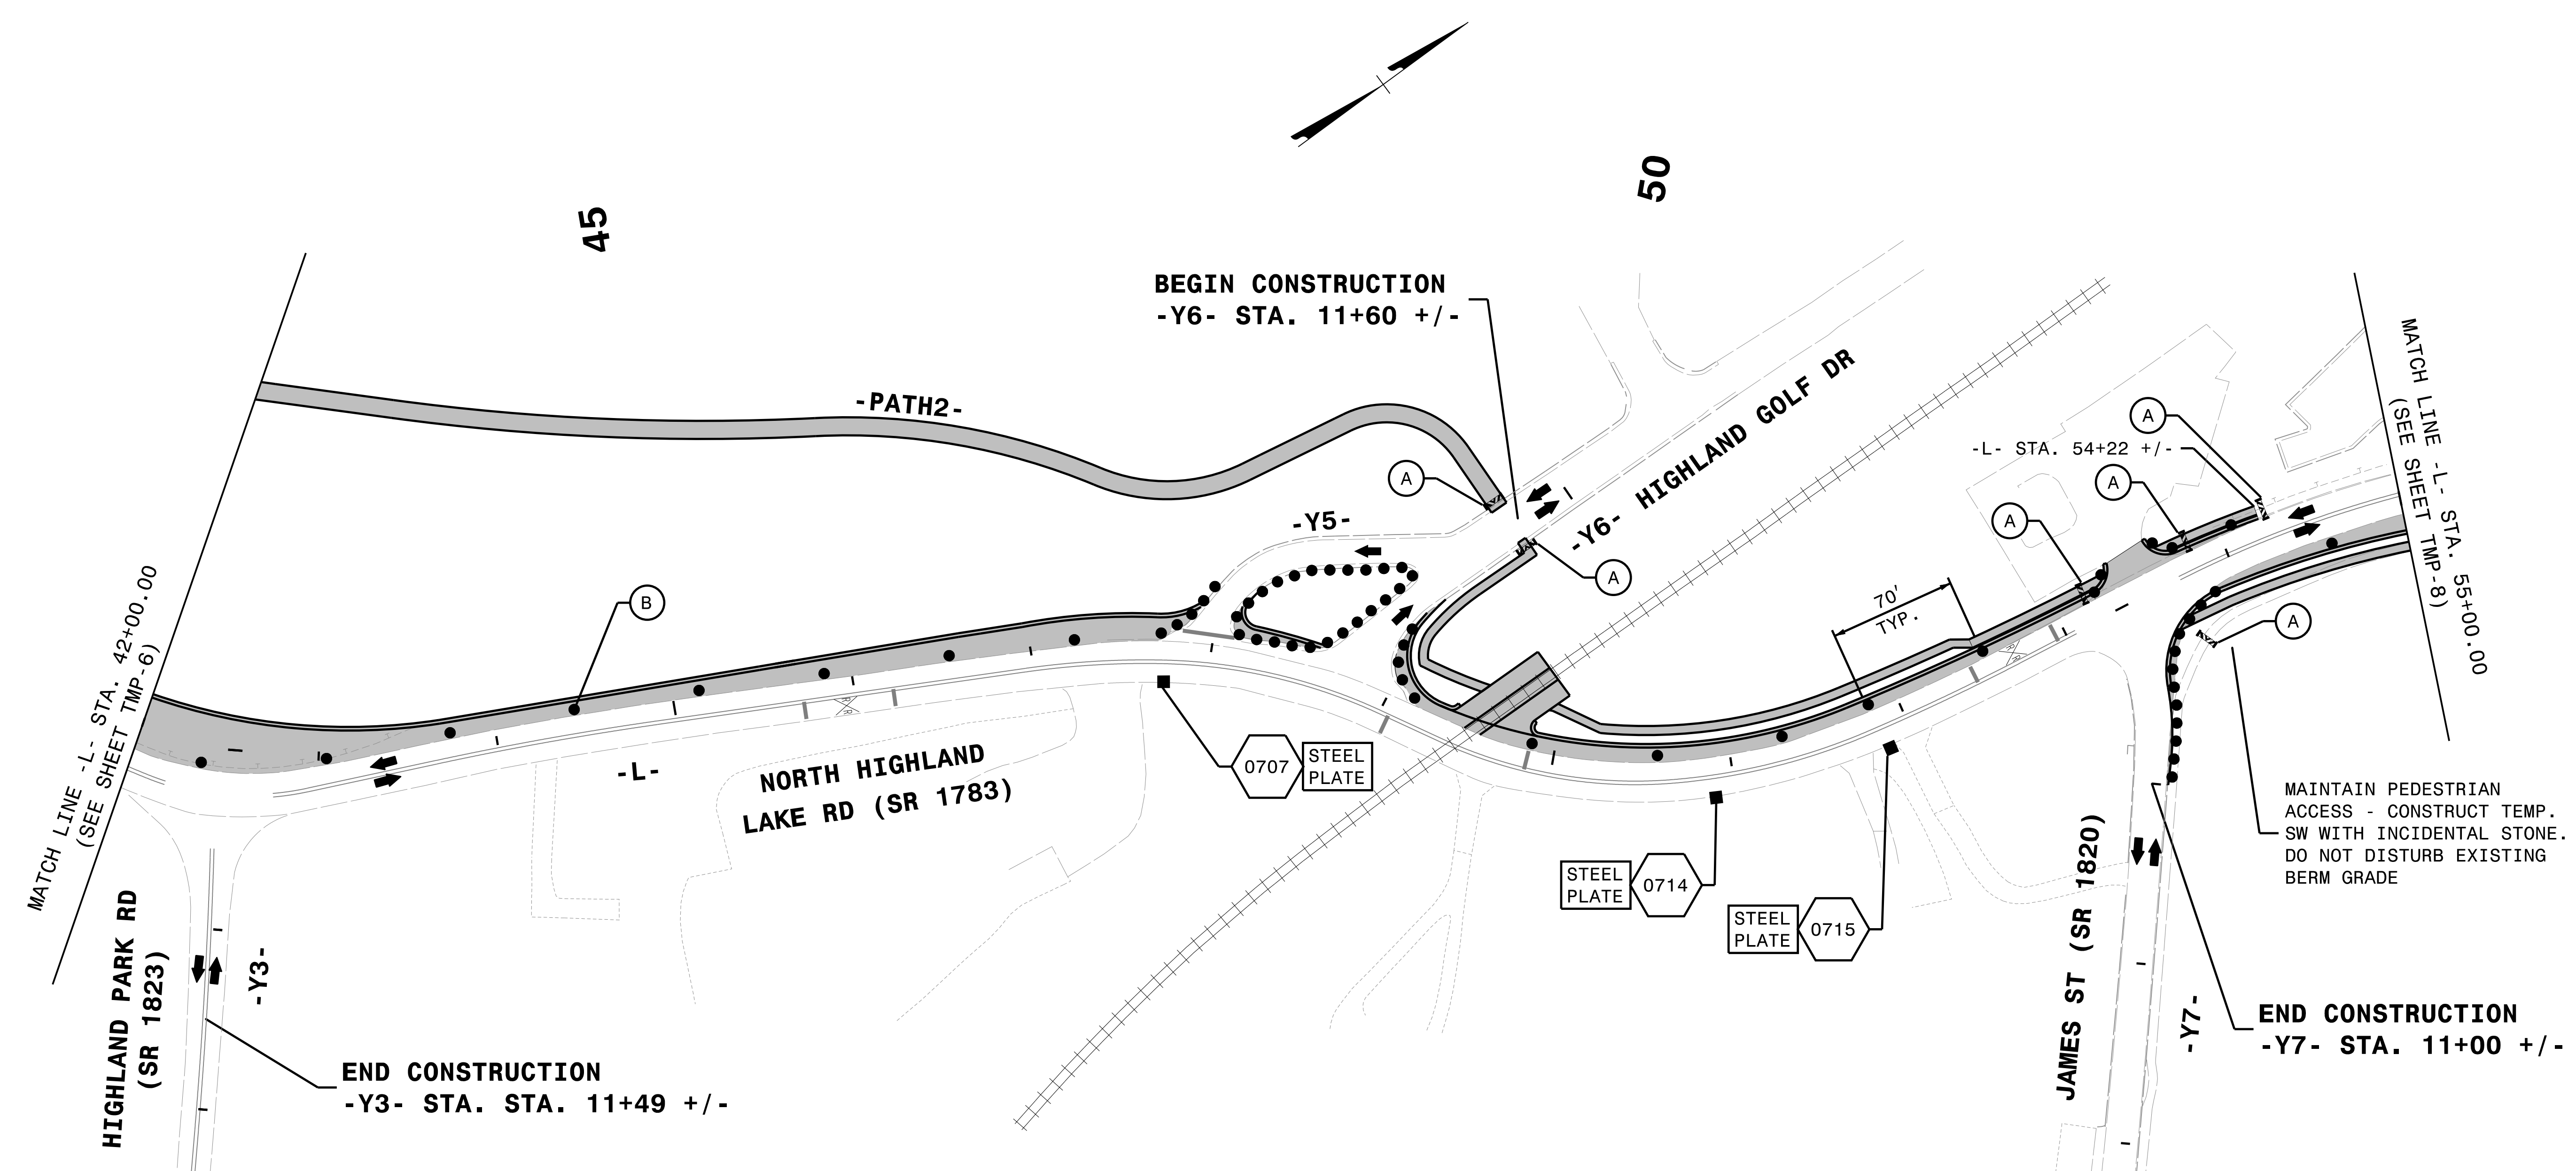 45
50
BEGIN CONSTRUCTION
-Y6- STA. 11+60 +/-
MATCH LINE -L- STA. 42+00.00
(SEE SHEET TMP-6)
-PATH2-
A
-Y5-
-Y6- HIGHLAND GOLF DR
A
B
70'
TYP.
A
-L- STA. 54+22 +/-
A
A
MATCH LINE -L- STA. 55+00.00
(SEE SHEET TMP-8)
A
MAINTAIN PEDESTRIAN
ACCESS - CONSTRUCT TEMP.
SW WITH INCIDENTAL STONE.
DO NOT DISTURB EXISTING
BERM GRADE
R R
R R
-L-
NORTH HIGHLAND
LAKE RD (SR 1783)
0707
STEEL
PLATE
STEEL
PLATE
0714
STEEL
PLATE
0715
HIGHLAND PARK RD
(SR 1823)
-Y3-
END CONSTRUCTION
-Y3- STA. STA. 11+49 +/-
JAMES ST (SR 1820)
-Y7-
END CONSTRUCTION
-Y7- STA. 11+00 +/-